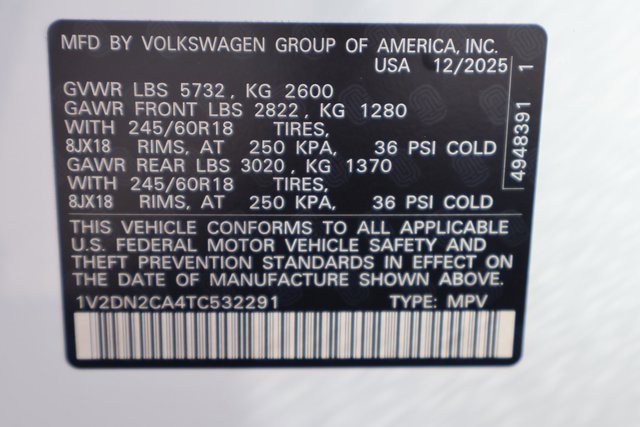 MFD BY VOLKSWAGEN GROUP OF AMERICA, INC.
USA 12/2025
GVWR LBS 5732, KG 2600
GAWR FRONT LBS 2822, KG 1280
WITH 245/60R18 TIRES,
8JX18 RIMS, AT 250 KPA, 36 PSI COLD
GAWR REAR LBS 3020, KG 1370
WITH 245/60R18 TIRES,
8JX18 RIMS, AT 250 KPA, 36 PSI COLD
THIS VEHICLE CONFORMS TO ALL APPLICABLE
U.S. FEDERAL MOTOR VEHICLE SAFETY AND
THEFT PREVENTION STANDARDS IN EFFECT ON
THE DATE OF MANUFACTURE SHOWN ABOVE.
1V2DN2CA4TC532291 TYPE: MPV
4948391 1